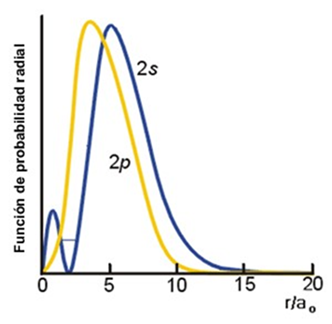 Función de probabilidad radial
2s
2p
0
5
10
15
20
r/a₀